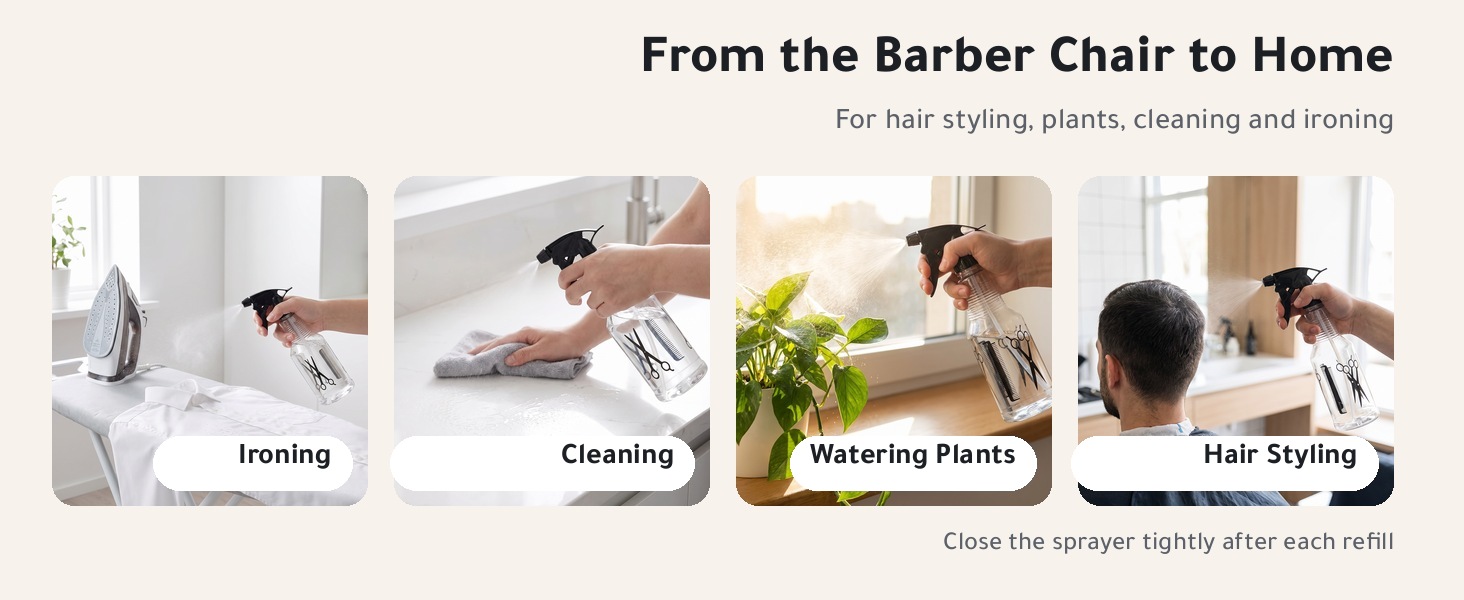 From the Barber Chair to Home
For hair styling, plants, cleaning and ironing
Ironing
Cleaning
Watering Plants
Hair Styling
Close the sprayer tightly after each refill